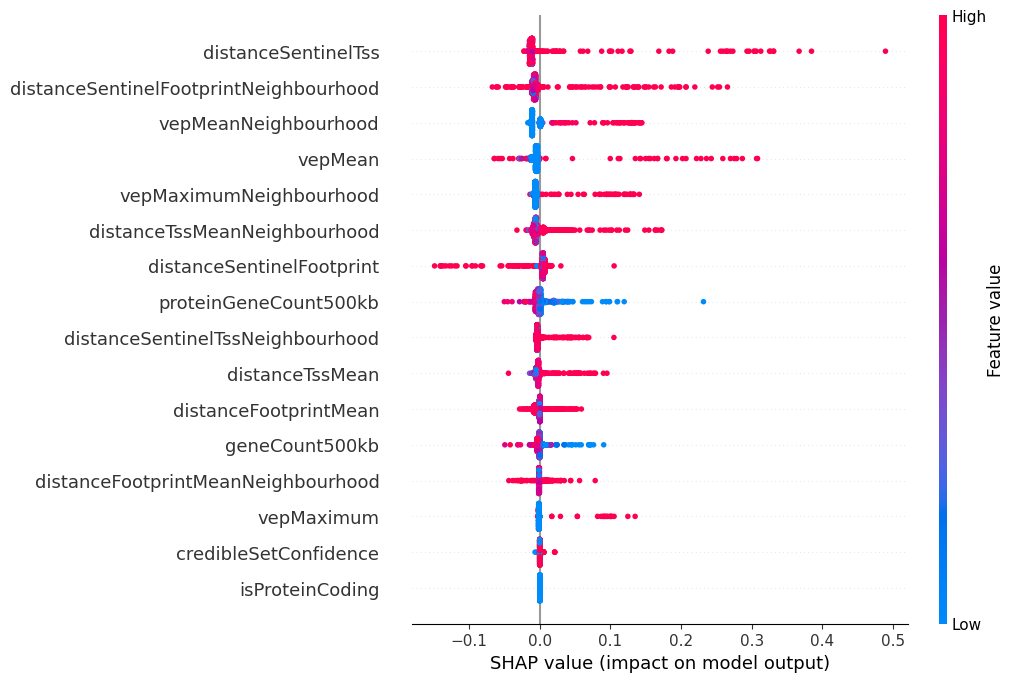 High
distanceSentinelTss
distanceSentinelFootprintNeighbourhood
vepMeanNeighbourhood
vepMean
vepMaximumNeighbourhood
distanceTssMeanNeighbourhood
distanceSentinelFootprint
proteinGeneCount500kb
distanceSentinelTssNeighbourhood
distanceTssMean
distanceFootprintMean
geneCount500kb
distanceFootprintMeanNeighbourhood
vepMaximum
credibleSetConfidence
isProteinCoding
Feature value
Low
−0.1 0.0 0.1 0.2 0.3 0.4 0.5
SHAP value (impact on model output)